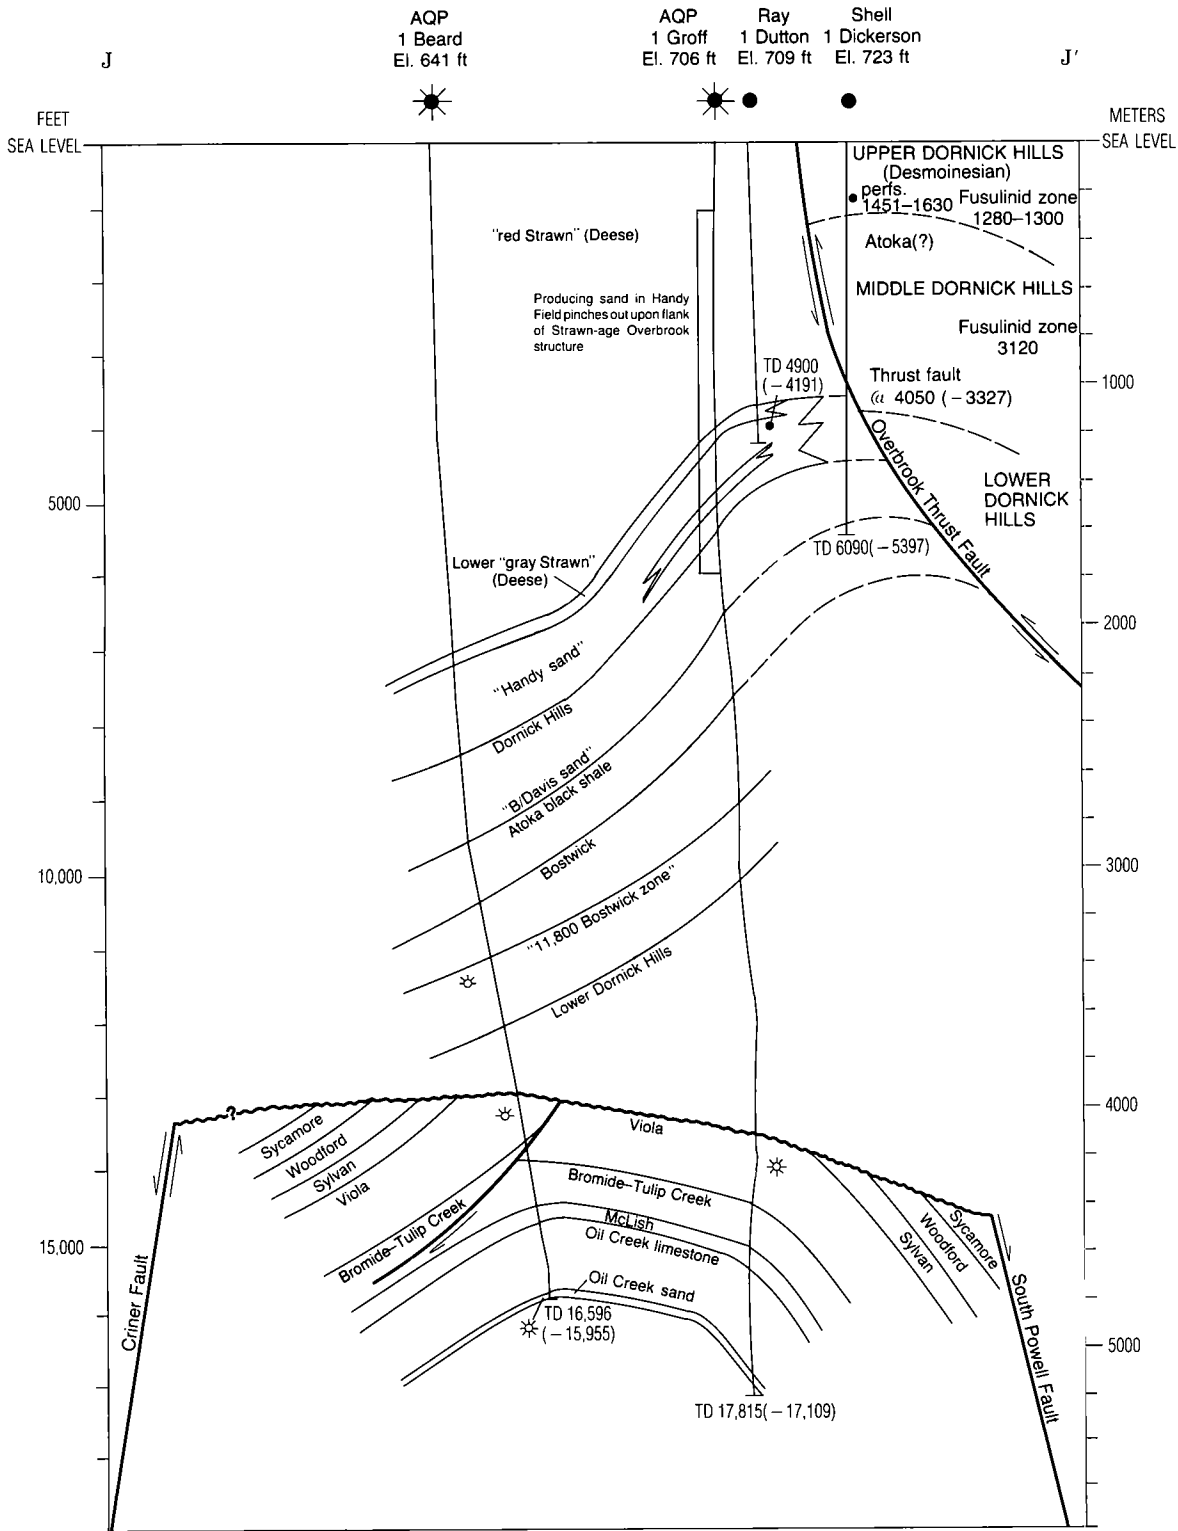 J
AQP
1 Beard
El. 641 ft
AQP
1 Groff
El. 706 ft
Ray
1 Dutton
El. 709 ft
Shell
1 Dickerson
El. 723 ft
J'
FEET
SEA LEVEL
METERS
SEA LEVEL
UPPER DORNICK HILLS
(Desmoinesian)
perfs.
1451–1630
Fusulinid zone
1280–1300
"red Strawn" (Deese)
Atoka(?)
Producing sand in Handy
Field pinches out upon flank
of Strawn-age Overbrook
structure
MIDDLE DORNICK HILLS
Fusulinid zone
3120
TD 4900
(–4191)
Thrust fault
@ 4050 (–3327)
1000
Overbrook Thrust Fault
LOWER
DORNICK
HILLS
5000
TD 6090(–5397)
Lower "gray Strawn"
(Deese)
2000
"Handy sand"
Dornick Hills
"B/Davis sand"
Atoka black shale
Bostwick
3000
10,000
"11,800 Bostwick zone"
Lower Dornick Hills
4000
?
Sycamore
Woodford
Sylvan
Viola
Bromide–Tulip Creek
Viola
Bromide–Tulip Creek
McLish
Oil Creek limestone
Oil Creek sand
Sycamore
Woodford
Sylvan
15,000
Criner Fault
South Powell Fault
TD 16,596
(–15,955)
5000
TD 17,815(–17,109)